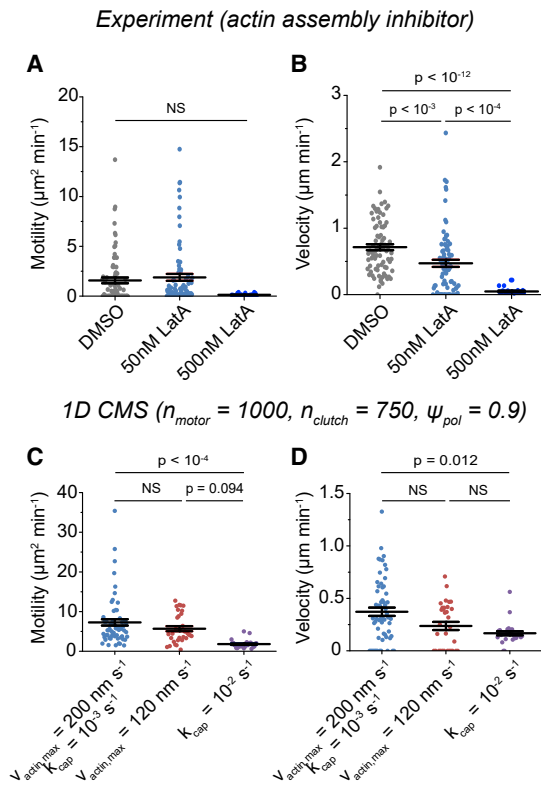 Experiment (actin assembly inhibitor)
A
B
20
15
10
5
0
Motility (µm² min⁻¹)
NS
DMSO
50nM LatA
500nM LatA
3
2
1
0
Velocity (µm min⁻¹)
p < 10⁻¹²
p < 10⁻³
p < 10⁻⁴
DMSO
50nM LatA
500nM LatA
1D CMS (n_motor = 1000, n_clutch = 750, ψ_pol = 0.9)
C
D
40
30
20
10
0
Motility (µm² min⁻¹)
p < 10⁻⁴
NS
p = 0.094
v_actin,max = 200 nm s⁻¹
k_cap = 10⁻³ s⁻¹
v_actin,max = 120 nm s⁻¹
k_cap = 10⁻² s⁻¹
1.5
1.0
0.5
0
Velocity (µm min⁻¹)
p = 0.012
NS
NS
v_actin,max = 200 nm s⁻¹
k_cap = 10⁻³ s⁻¹
v_actin,max = 120 nm s⁻¹
k_cap = 10⁻² s⁻¹